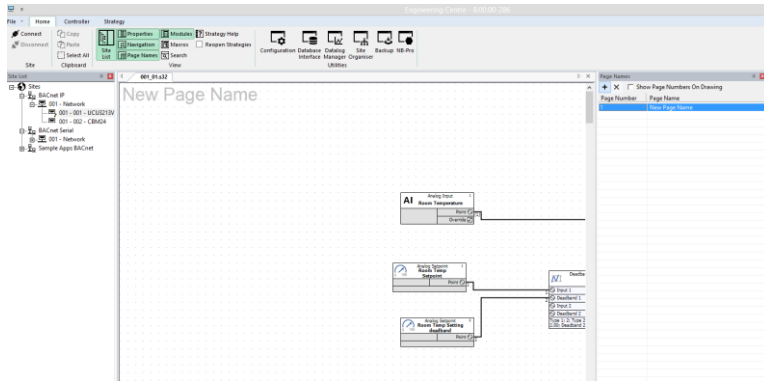 Engineering Centre - 8.00.00-286
File Home Controller Strategy
Connect Copy Properties Modules Strategy Help
Disconnect Paste Site List Navigation Macros Reopen Strategies Configuration Database Interface Datalog Manager Site Organiser Backup NB-Pro
Select All Page Names Search
Site Clipboard View Utilities
Site List 001_01.s32 Page Names
Sites
BACnet IP
001 - Network
001 - 001 - UCU5213V
001 - 002 - CBM24
BACnet Serial
001 - Network
Sample Apps BACnet
New Page Name
Show Page Numbers On Drawing
Page Number Page Name
1 New Page Name
Analog Input 1
AI Room Temperature
Point
Override
Analog Setpoint
Room Temp
Setpoint
Point
Analog Setpoint
Room Temp Setting
deadband
Point
Deadba
Input 1
Deadband 1
Input 2
Deadband 2